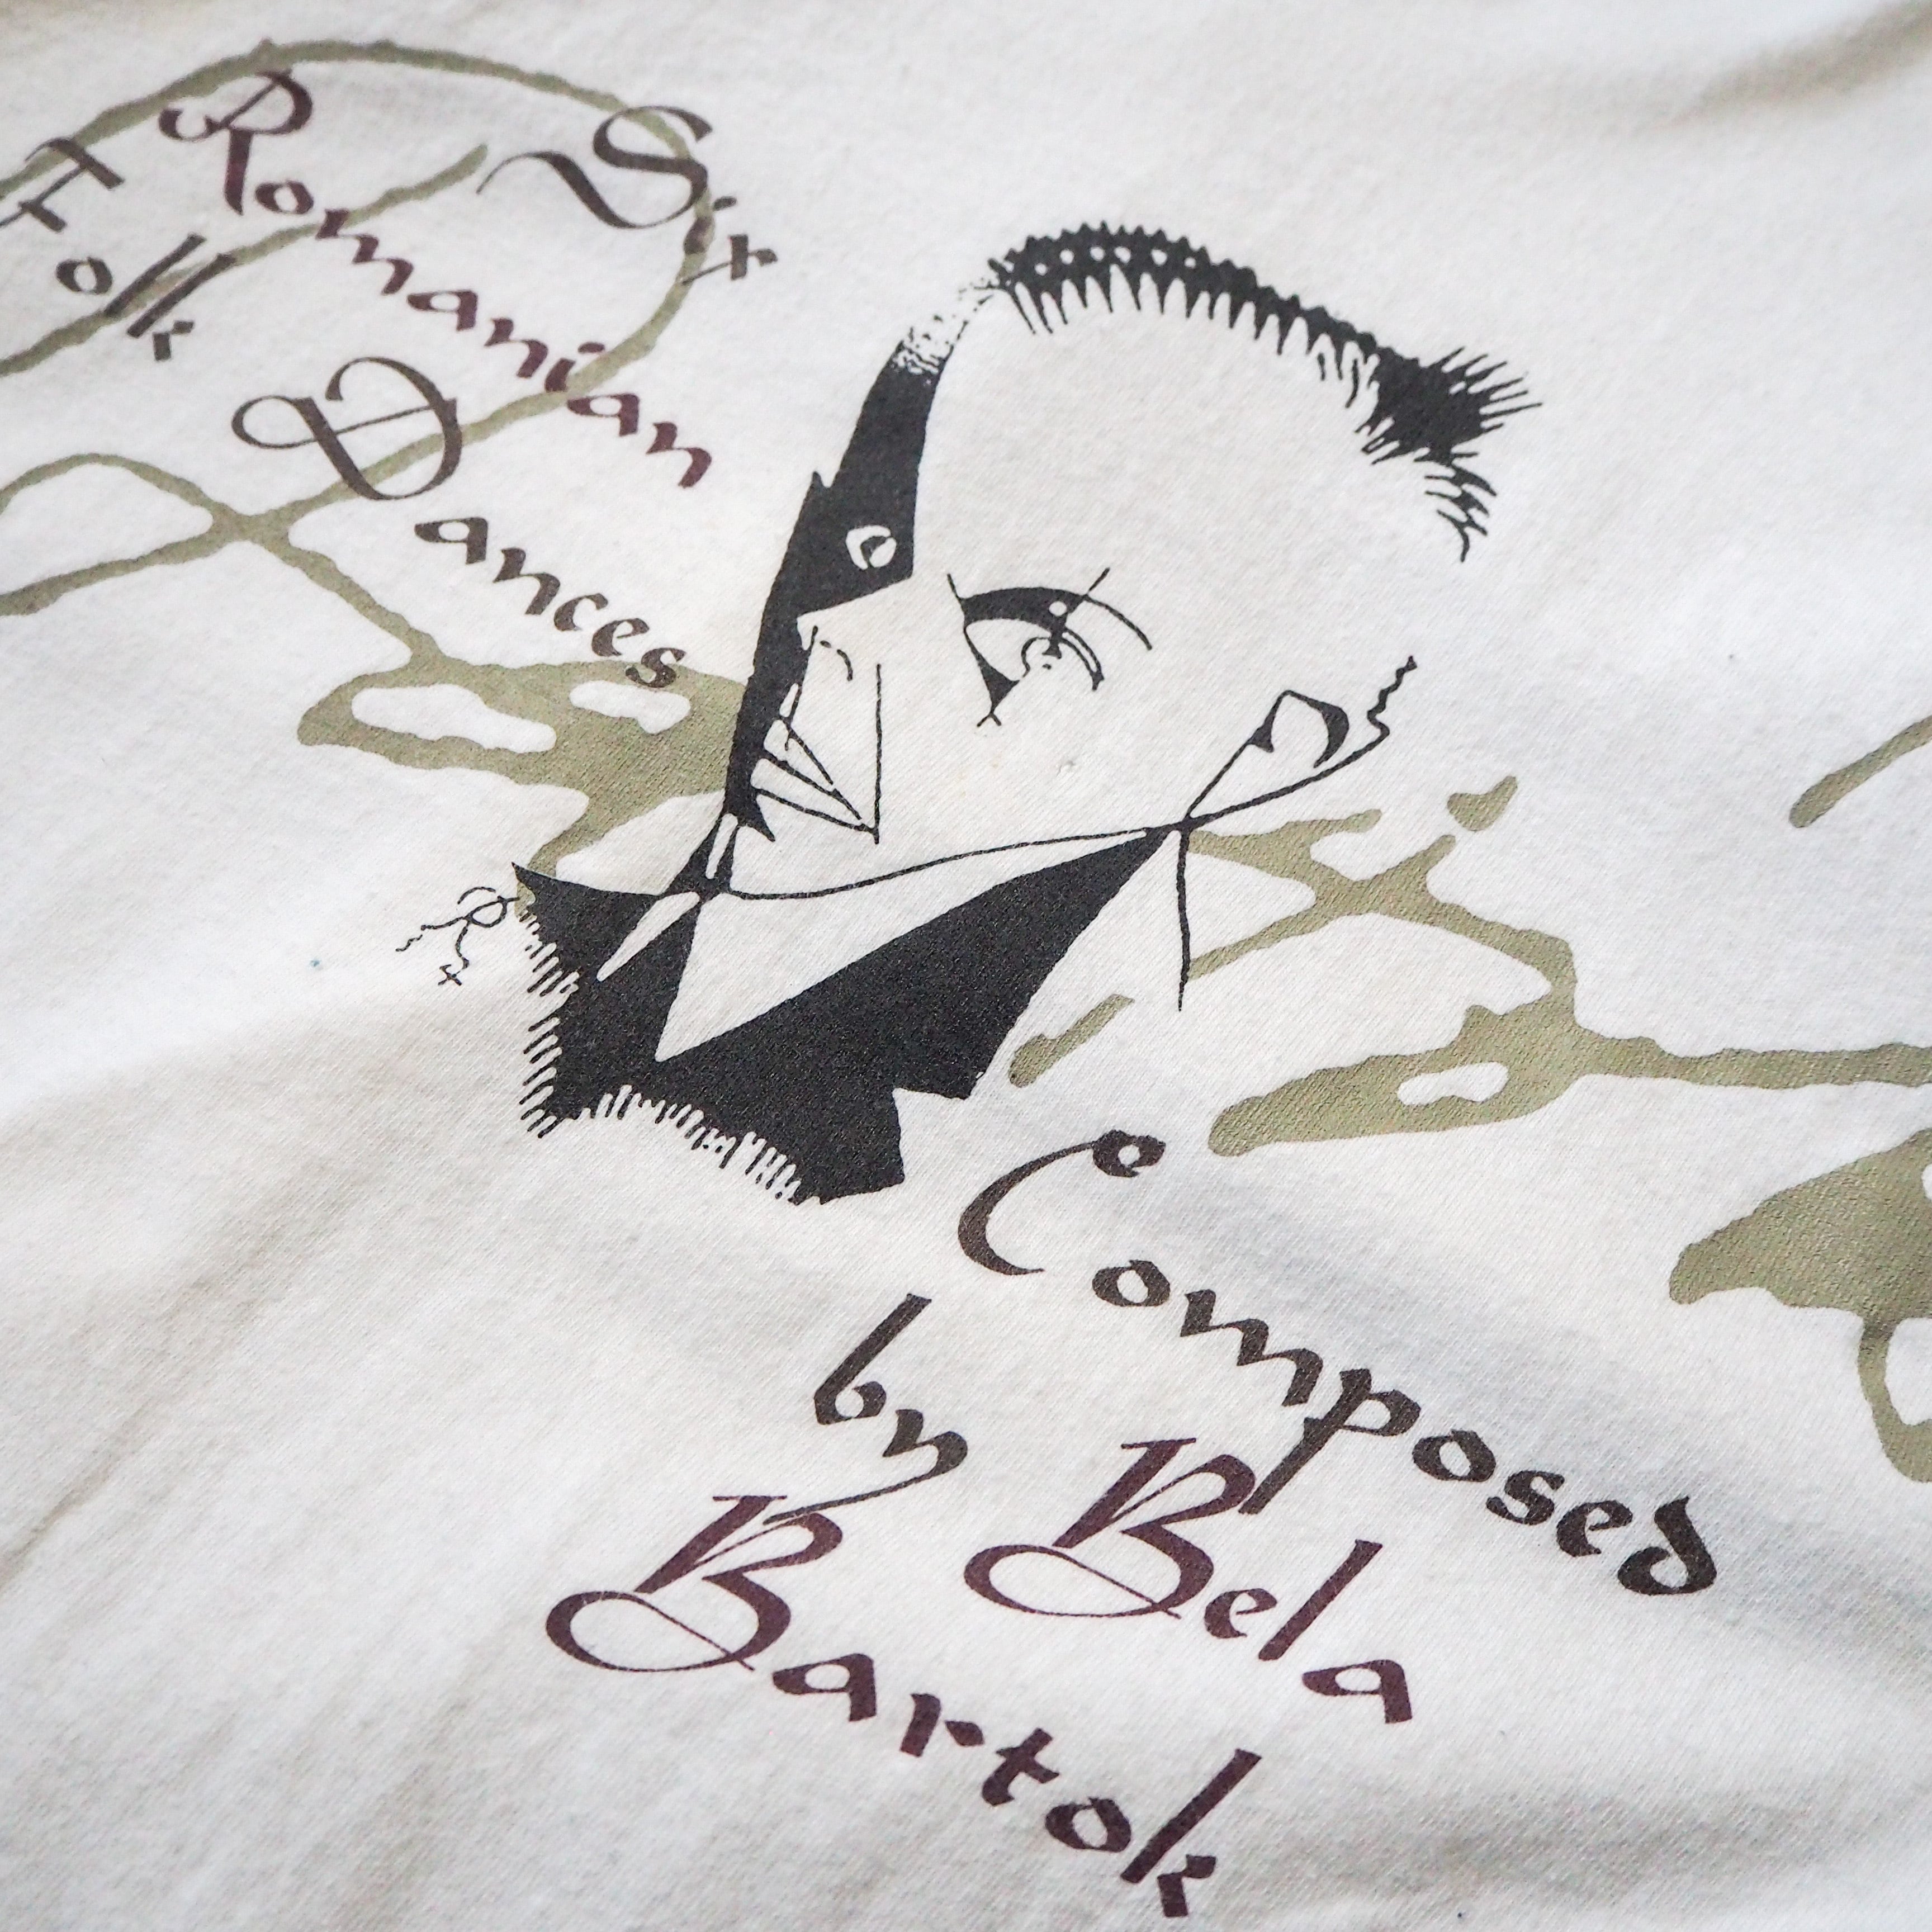 Six
Romanian
Folk
Dances
Composed
by Bela
Bartok